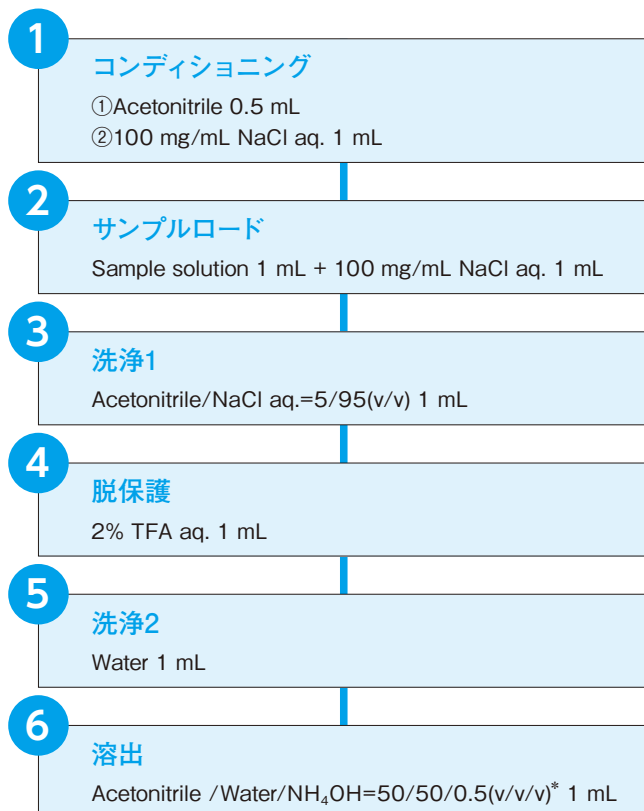 1
コンディショニング
①Acetonitrile 0.5 mL
②100 mg/mL NaCl aq. 1 mL
2
サンプルロード
Sample solution 1 mL + 100 mg/mL NaCl aq. 1 mL
3
洗浄1
Acetonitrile/NaCl aq.=5/95(v/v) 1 mL
4
脱保護
2% TFA aq. 1 mL
5
洗浄2
Water 1 mL
6
溶出
Acetonitrile /Water/NH₄OH=50/50/0.5(v/v/v)* 1 mL